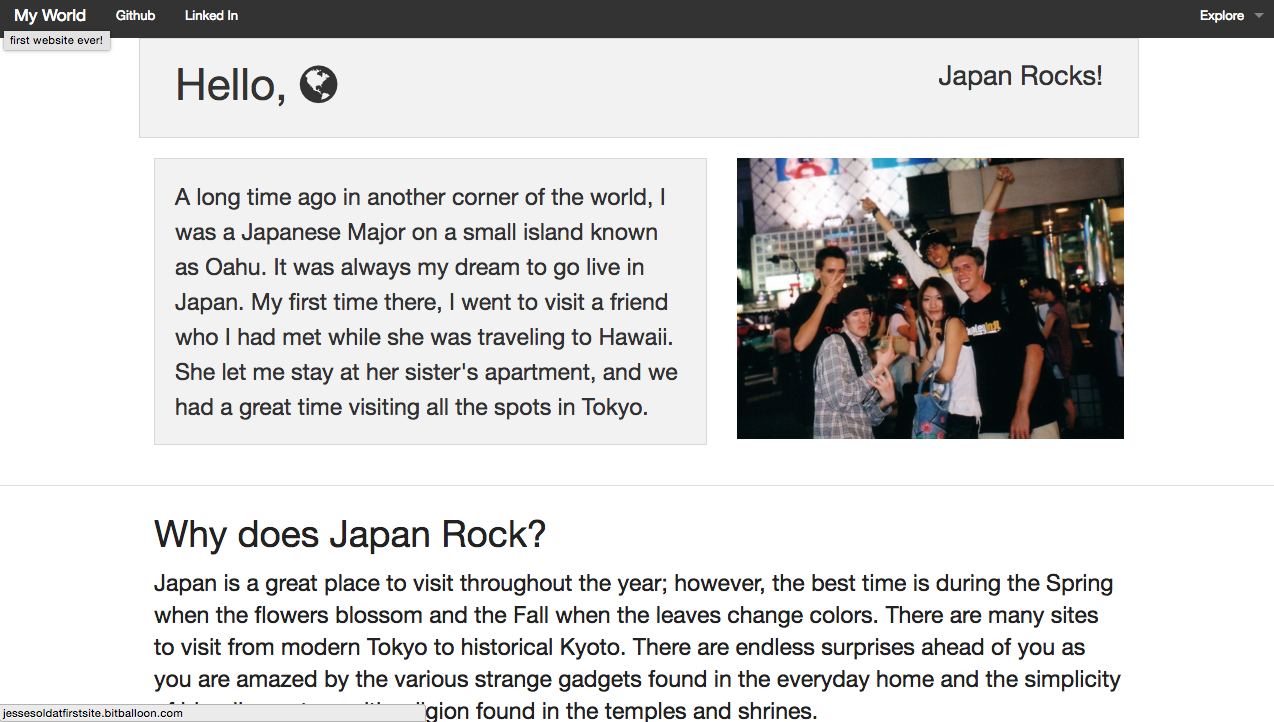 My World Github Linked In Explore
first website ever!
Hello,
Japan Rocks!
A long time ago in another corner of the world, I
was a Japanese Major on a small island known
as Oahu. It was always my dream to go live in
Japan. My first time there, I went to visit a friend
who I had met while she was traveling to Hawaii.
She let me stay at her sister's apartment, and we
had a great time visiting all the spots in Tokyo.
Why does Japan Rock?
Japan is a great place to visit throughout the year; however, the best time is during the Spring
when the flowers blossom and the Fall when the leaves change colors. There are many sites
to visit from modern Tokyo to historical Kyoto. There are endless surprises ahead of you as
you are amazed by the various strange gadgets found in the everyday home and the simplicity
found in the temples and shrines.
jessesoldatfirstsite.bitballoon.com